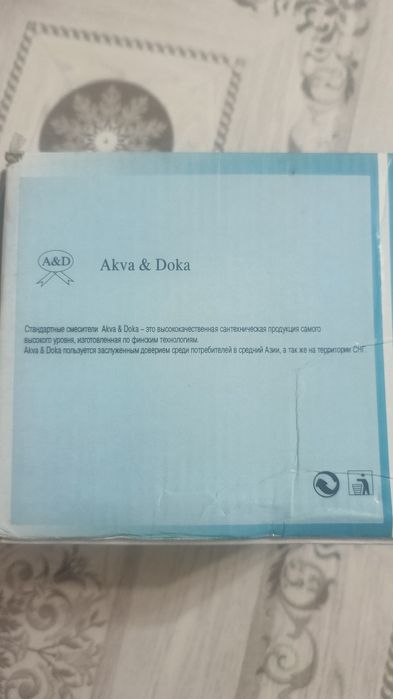 A&D
Akva & Doka
Стандартные смесители Akva & Doka – это высококачественная сантехническая продукция самого
высокого уровня, изготовленная по финским технологиям.
Akva & Doka пользуется заслуженным доверием среди потребителей в средний Азии, а так же на территории СНГ.